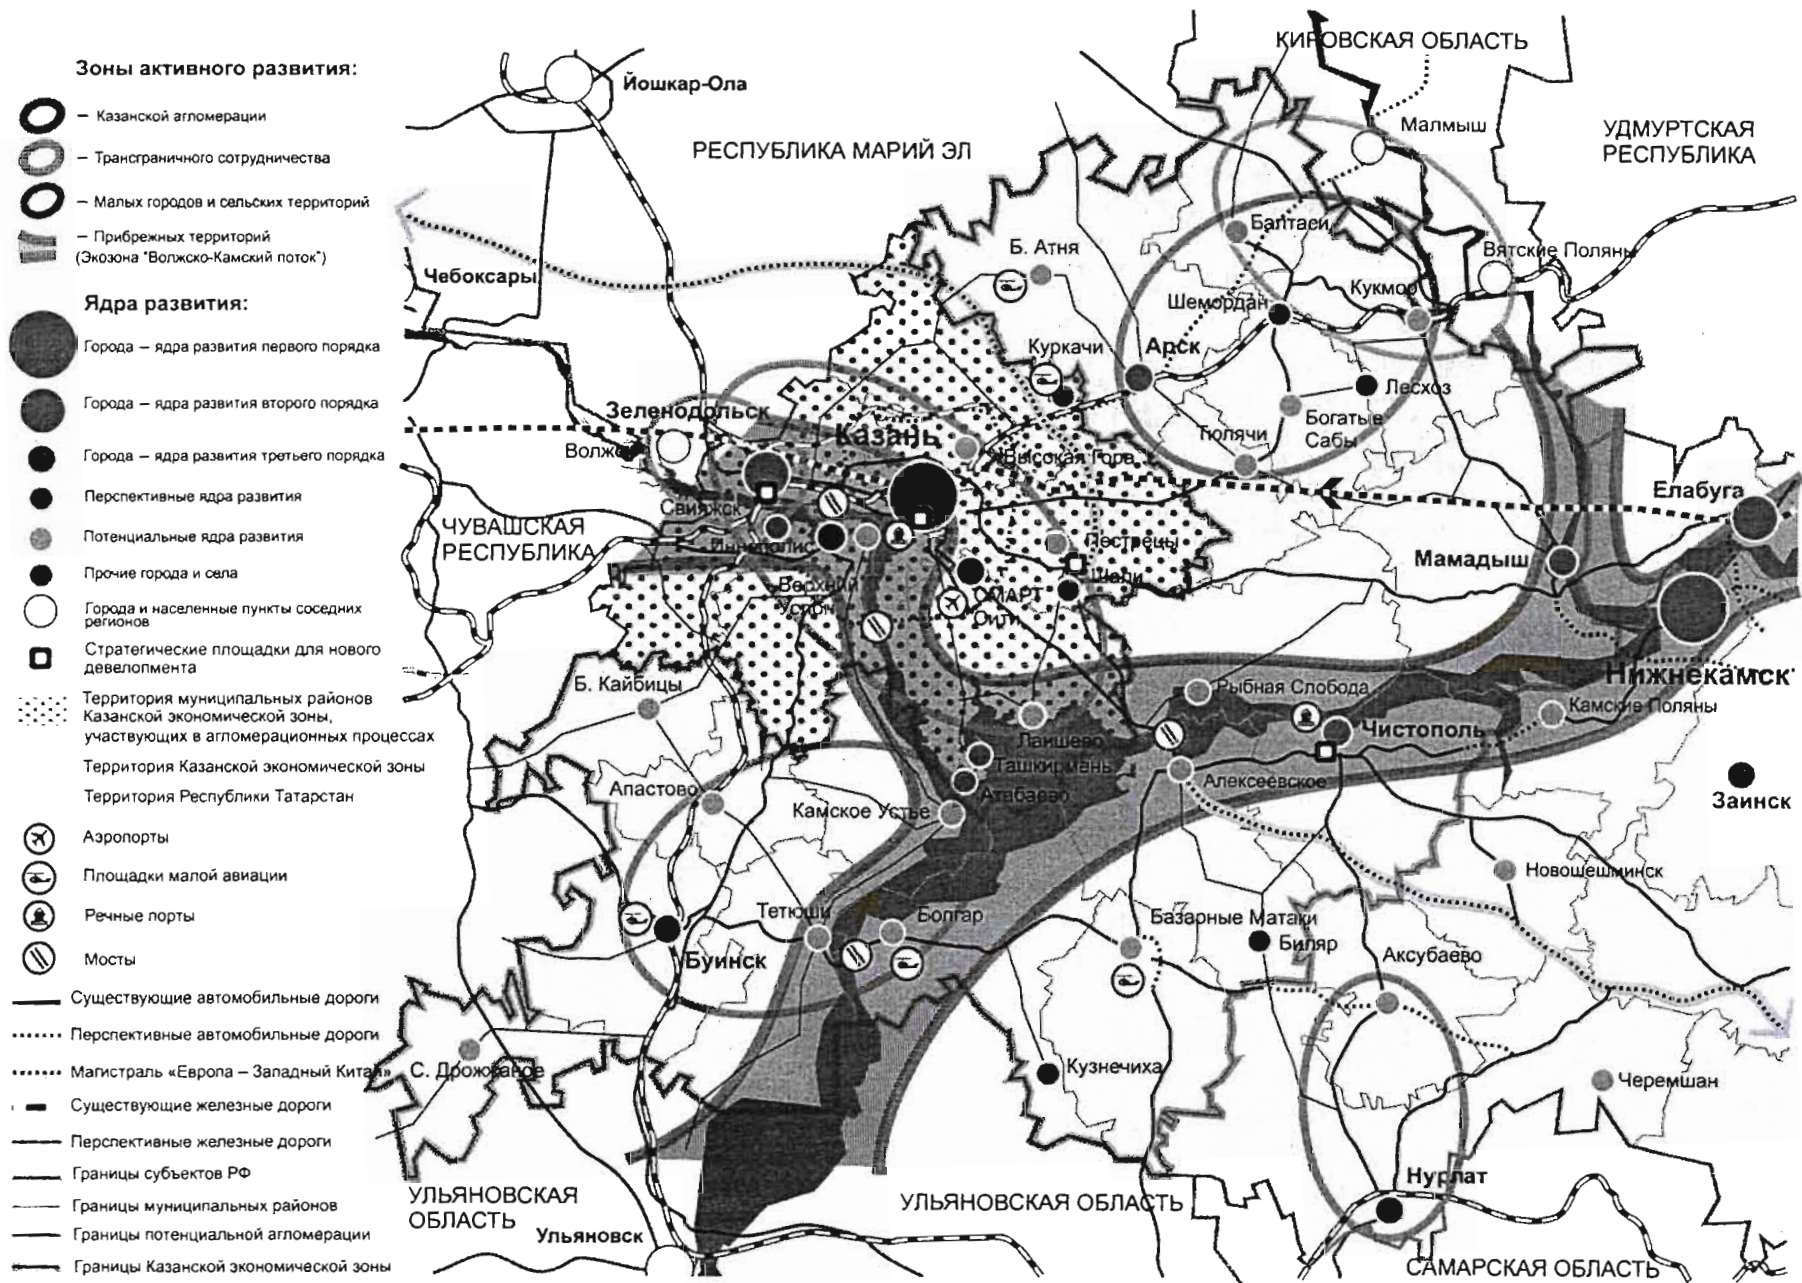 Зоны активного развития:
– Казанской агломерации
– Трансграничного сотрудничества
– Малых городов и сельских территорий
– Прибрежных территорий
(Экозона "Волжско-Камский поток")
Ядра развития:
Города – ядра развития первого порядка
Города – ядра развития второго порядка
Города – ядра развития третьего порядка
Перспективные ядра развития
Потенциальные ядра развития
Прочие города и села
Города и населенные пункты соседних
регионов
Стратегические площадки для нового
девелопмента
Территория муниципальных районов
Казанской экономической зоны,
участвующих в агломерационных процессах
Территория Казанской экономической зоны
Территория Республики Татарстан
Аэропорты
Площадки малой авиации
Речные порты
Мосты
Существующие автомобильные дороги
Перспективные автомобильные дороги
Магистраль «Европа – Западный Китай»
Существующие железные дороги
Перспективные железные дороги
Границы субъектов РФ
Границы муниципальных районов
Границы потенциальной агломерации
Границы Казанской экономической зоны
КИРОВСКАЯ ОБЛАСТЬ
Йошкар-Ола
Малмыш
УДМУРТСКАЯ
РЕСПУБЛИКА
РЕСПУБЛИКА МАРИЙ ЭЛ
Балтаси
Б. Атня
Вятские Поляны
Чебоксары
Кукмор
Шемордан
Куркачи
Арск
Лесхоз
Зеленодольск
Богатые
Сабы
Казань
Тюлячи
Волжск
Высокая Гора
Елабуга
Свияжск
ЧУВАШСКАЯ
РЕСПУБЛИКА
Иннополис
Пестрецы
Мамадыш
Шали
Верхний
Услон
СМАРТ
Сити
Нижнекамск
Б. Кайбицы
Рыбная Слобода
Камские Поляны
Чистополь
Лаишево
Ташкирмань
Алексеевское
Апастово
Атабаево
Заинск
Камское Устье
Новошешминск
Тетюши
Болгар
Базарные Матаки
Биляр
Буинск
Аксубаево
С. Дрожжаное
Кузнечиха
Черемшан
Нурлат
УЛЬЯНОВСКАЯ
ОБЛАСТЬ
УЛЬЯНОВСКАЯ ОБЛАСТЬ
Ульяновск
САМАРСКАЯ ОБЛАСТЬ